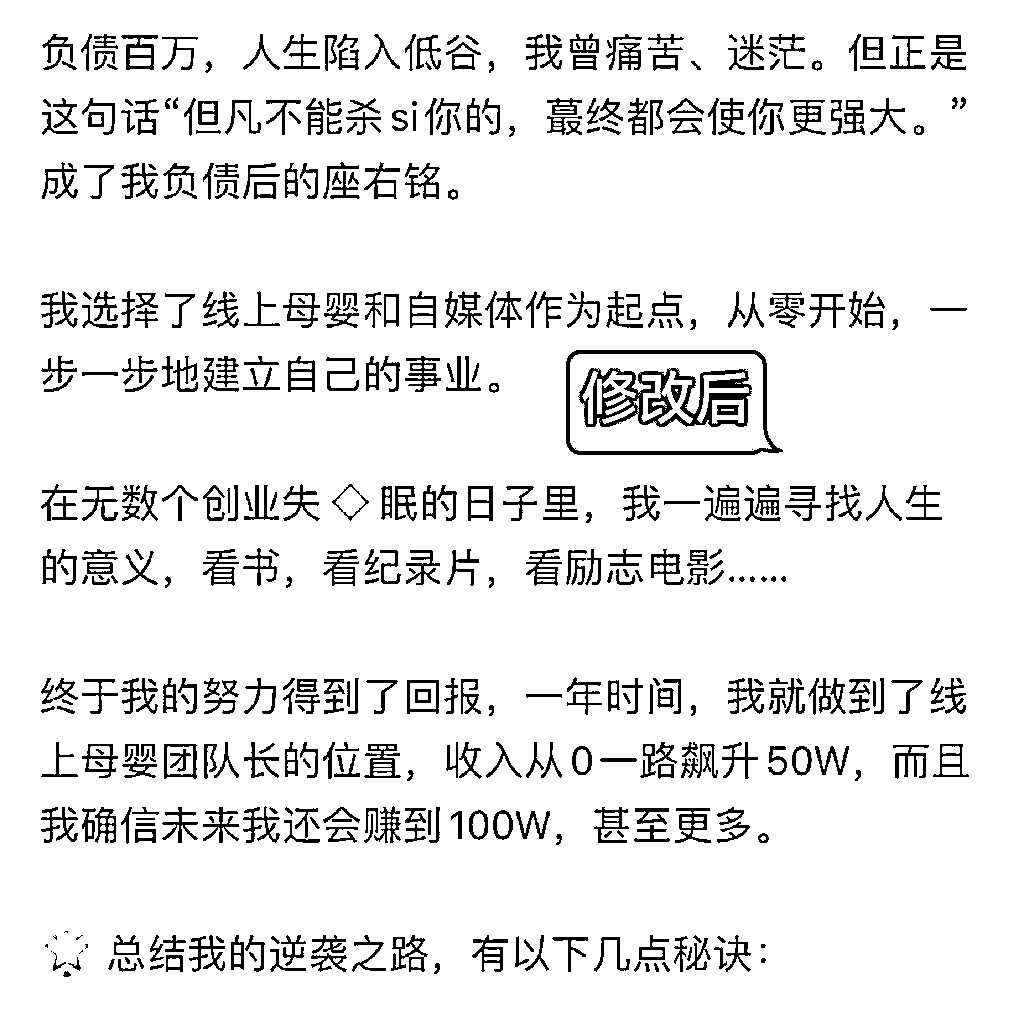 负债百万，人生陷入低谷，我曾痛苦、迷茫。但正是
这句话“但凡不能杀si你的，蕞终都会使你更强大。”
成了我负债后的座右铭。
我选择了线上母婴和自媒体作为起点，从零开始，一
步一步地建立自己的事业。
修改后
在无数个创业失◇眠的日子里，我一遍遍寻找人生
的意义，看书，看纪录片，看励志电影……
终于我的努力得到了回报，一年时间，我就做到了线
上母婴团队长的位置，收入从0一路飙升50W，而且
我确信未来我还会赚到100W，甚至更多。
总结我的逆袭之路，有以下几点秘诀：